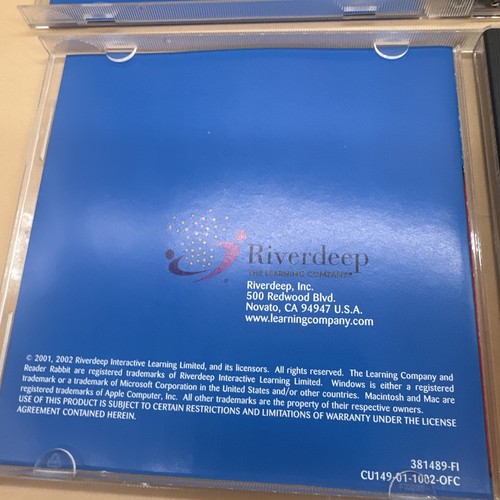 Riverdeep
THE LEARNING COMPANY®
Riverdeep, Inc.
500 Redwood Blvd.
Novato, CA 94947 U.S.A.
www.learningcompany.com
© 2001, 2002 Riverdeep Interactive Learning Limited, and its licensors. All rights reserved. The Learning Company and
Reader Rabbit are registered trademarks of Riverdeep Interactive Learning Limited. Windows is either a registered
trademark or a trademark of Microsoft Corporation in the United States and/or other countries. Macintosh and Mac are
registered trademarks of Apple Computer, Inc. All other trademarks are the property of their respective owners.
USE OF THIS PRODUCT IS SUBJECT TO CERTAIN RESTRICTIONS AND LIMITATIONS OF WARRANTY UNDER THE LICENSE
AGREEMENT CONTAINED HEREIN.
381489-FI
CU149-01-1002-OFC